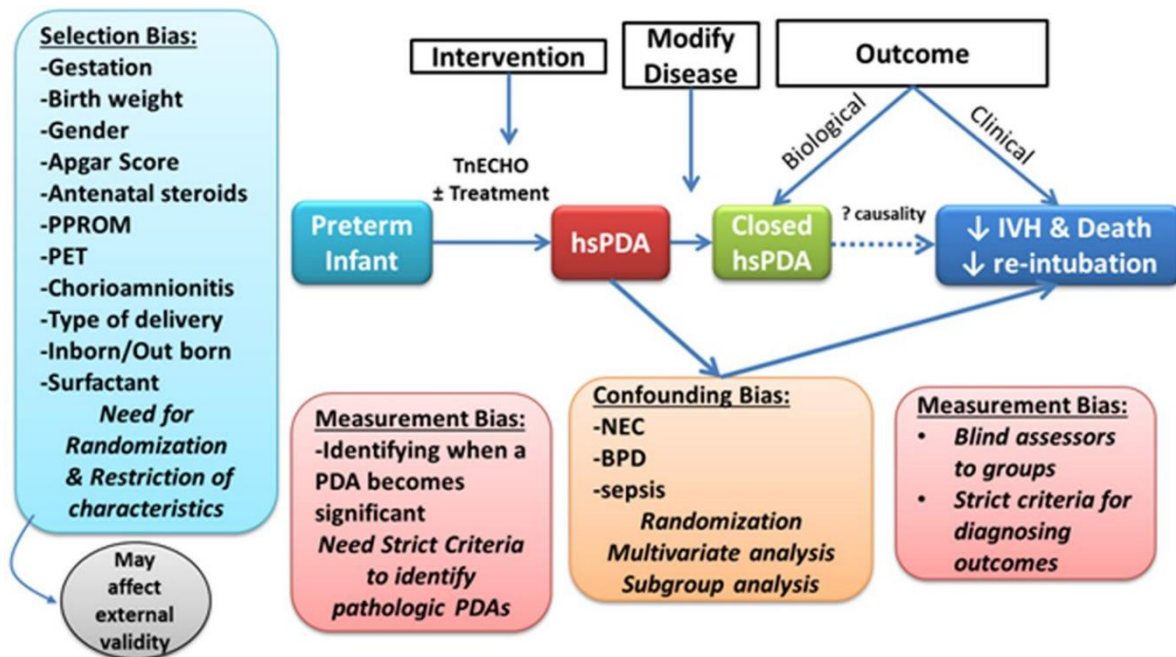 Selection Bias:
-Gestation
-Birth weight
-Gender
-Apgar Score
-Antenatal steroids
-PPROM
-PET
-Chorioamnionitis
-Type of delivery
-Inborn/Out born
-Surfactant
Need for
Randomization
& Restriction of
characteristics
May
affect
external
validity
Intervention
Modify
Disease
Outcome
Biological
Clinical
TnECHO
± Treatment
Preterm
Infant
hsPDA
Closed
hsPDA
? causality
↓ IVH & Death
↓ re-intubation
Measurement Bias:
-Identifying when a
PDA becomes
significant
Need Strict Criteria
to identify
pathologic PDAs
Confounding Bias:
-NEC
-BPD
-sepsis
Randomization
Multivariate analysis
Subgroup analysis
Measurement Bias:
• Blind assessors
to groups
• Strict criteria for
diagnosing
outcomes